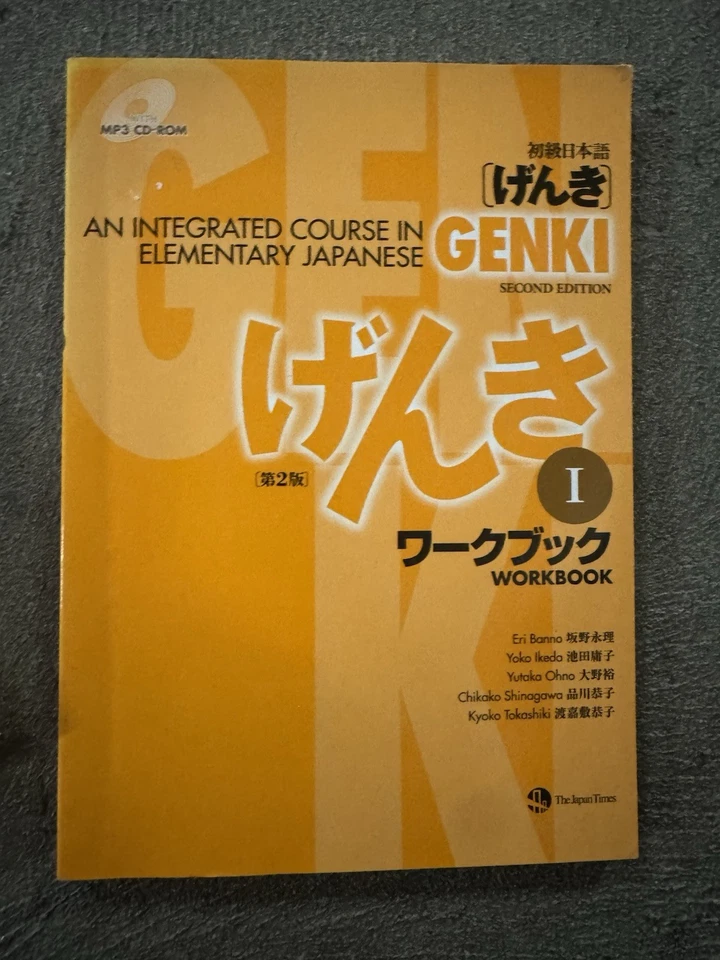 WITH
MP3 CD-ROM
初級日本語
[げんき]
AN INTEGRATED COURSE IN
ELEMENTARY JAPANESE
GENKI
SECOND EDITION
げんき
[第2版]
I
ワークブック
WORKBOOK
Eri Banno 坂野永理
Yoko Ikeda 池田庸子
Yutaka Ohno 大野裕
Chikako Shinagawa 品川恭子
Kyoko Tokashiki 渡嘉敷恭子
The Japan Times
GENKI